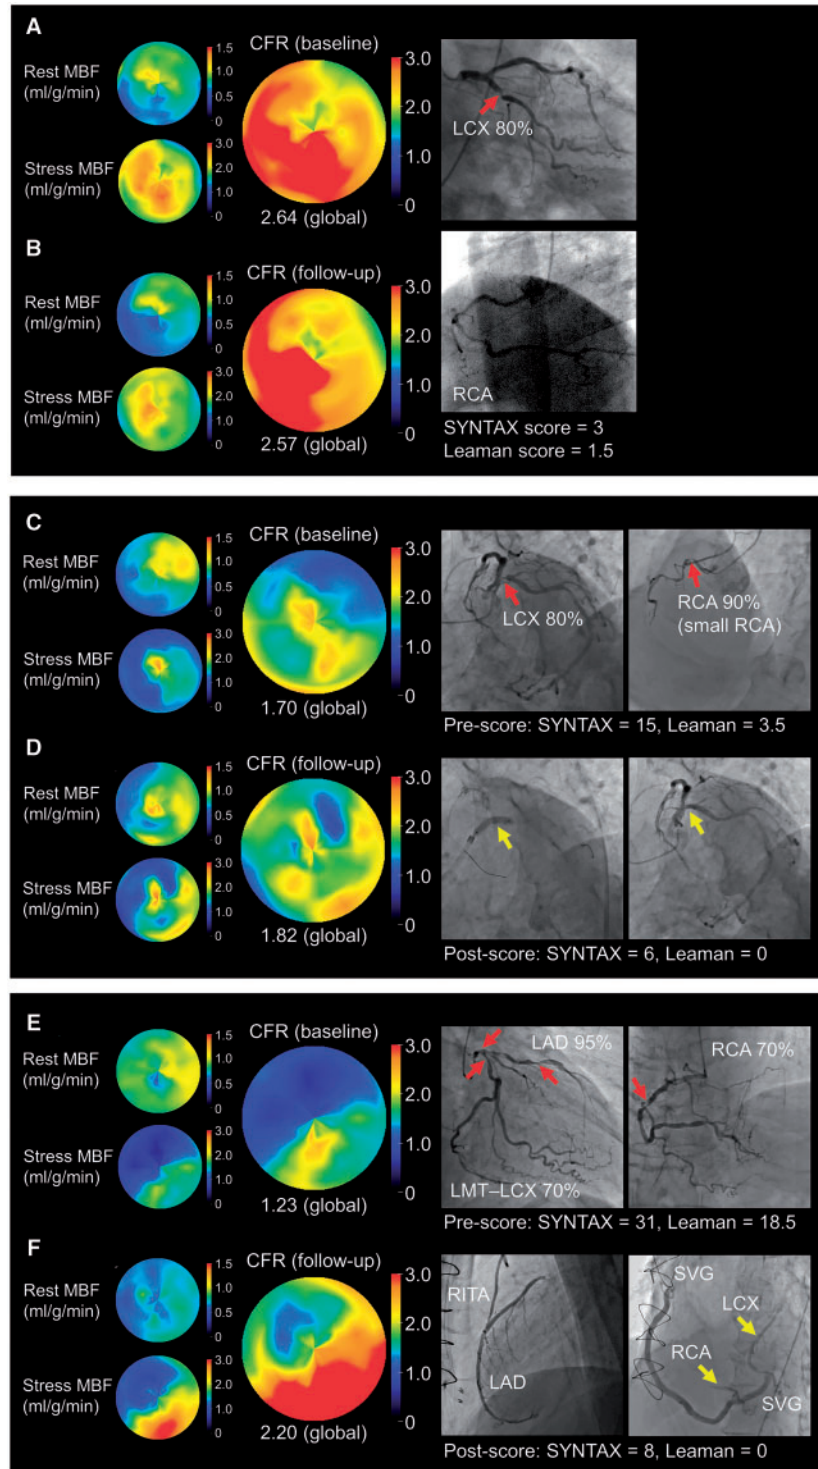 A
Rest MBF
(ml/g/min)
1.5
1.0
0.5
0
Stress MBF
(ml/g/min)
3.0
2.0
1.0
0
CFR (baseline)
3.0
2.0
1.0
0
2.64 (global)
LCX 80%
B
Rest MBF
(ml/g/min)
1.5
1.0
0.5
0
Stress MBF
(ml/g/min)
3.0
2.0
1.0
0
CFR (follow-up)
3.0
2.0
1.0
0
2.57 (global)
RCA
SYNTAX score = 3
Leaman score = 1.5
C
Rest MBF
(ml/g/min)
1.5
1.0
0.5
0
Stress MBF
(ml/g/min)
3.0
2.0
1.0
0
CFR (baseline)
3.0
2.0
1.0
0
1.70 (global)
LCX 80%
RCA 90%
(small RCA)
Pre-score: SYNTAX = 15, Leaman = 3.5
D
Rest MBF
(ml/g/min)
1.5
1.0
0.5
0
Stress MBF
(ml/g/min)
3.0
2.0
1.0
0
CFR (follow-up)
3.0
2.0
1.0
0
1.82 (global)
Post-score: SYNTAX = 6, Leaman = 0
E
Rest MBF
(ml/g/min)
1.5
1.0
0.5
0
Stress MBF
(ml/g/min)
3.0
2.0
1.0
0
CFR (baseline)
3.0
2.0
1.0
0
1.23 (global)
LAD 95%
LMT–LCX 70%
RCA 70%
Pre-score: SYNTAX = 31, Leaman = 18.5
F
Rest MBF
(ml/g/min)
1.5
1.0
0.5
0
Stress MBF
(ml/g/min)
3.0
2.0
1.0
0
CFR (follow-up)
3.0
2.0
1.0
0
2.20 (global)
RITA
LAD
SVG
LCX
RCA
SVG
Post-score: SYNTAX = 8, Leaman = 0